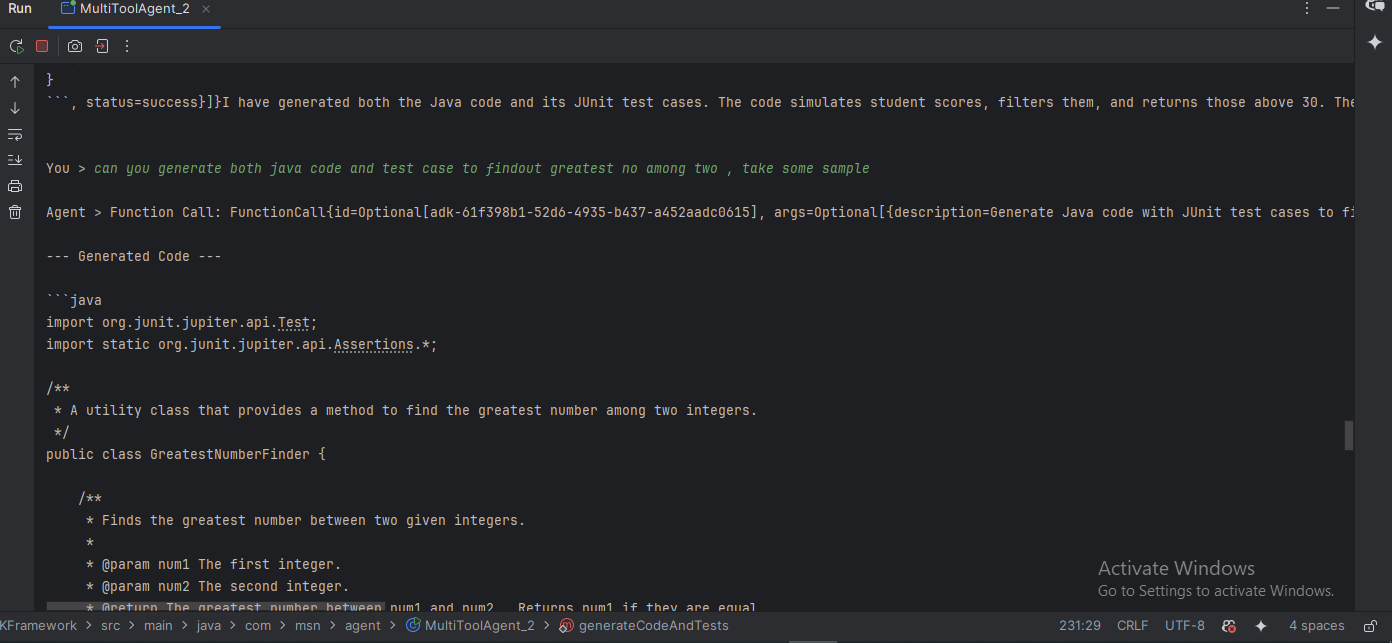 Run MultiToolAgent_2
}
```, status=success}]}I have generated both the Java code and its JUnit test cases. The code simulates student scores, filters them, and returns those above 30. The
You > can you generate both java code and test case to findout greatest no among two , take some sample
Agent > Function Call: FunctionCall{id=Optional[adk-61f398b1-52d6-4935-b437-a452aadc0615], args=Optional[{description=Generate Java code with JUnit test cases to fi
--- Generated Code ---
```java
import org.junit.jupiter.api.Test;
import static org.junit.jupiter.api.Assertions.*;
/**
 * A utility class that provides a method to find the greatest number among two integers.
 */
public class GreatestNumberFinder {
    /**
     * Finds the greatest number between two given integers.
     *
     * @param num1 The first integer.
     * @param num2 The second integer.
     * @return The greatest number between num1 and num2. Returns num1 if they are equal
Activate Windows
Go to Settings to activate Windows.
KFramework > src > main > java > com > msn > agent > MultiToolAgent_2 > generateCodeAndTests 231:29 CRLF UTF-8 4 spaces